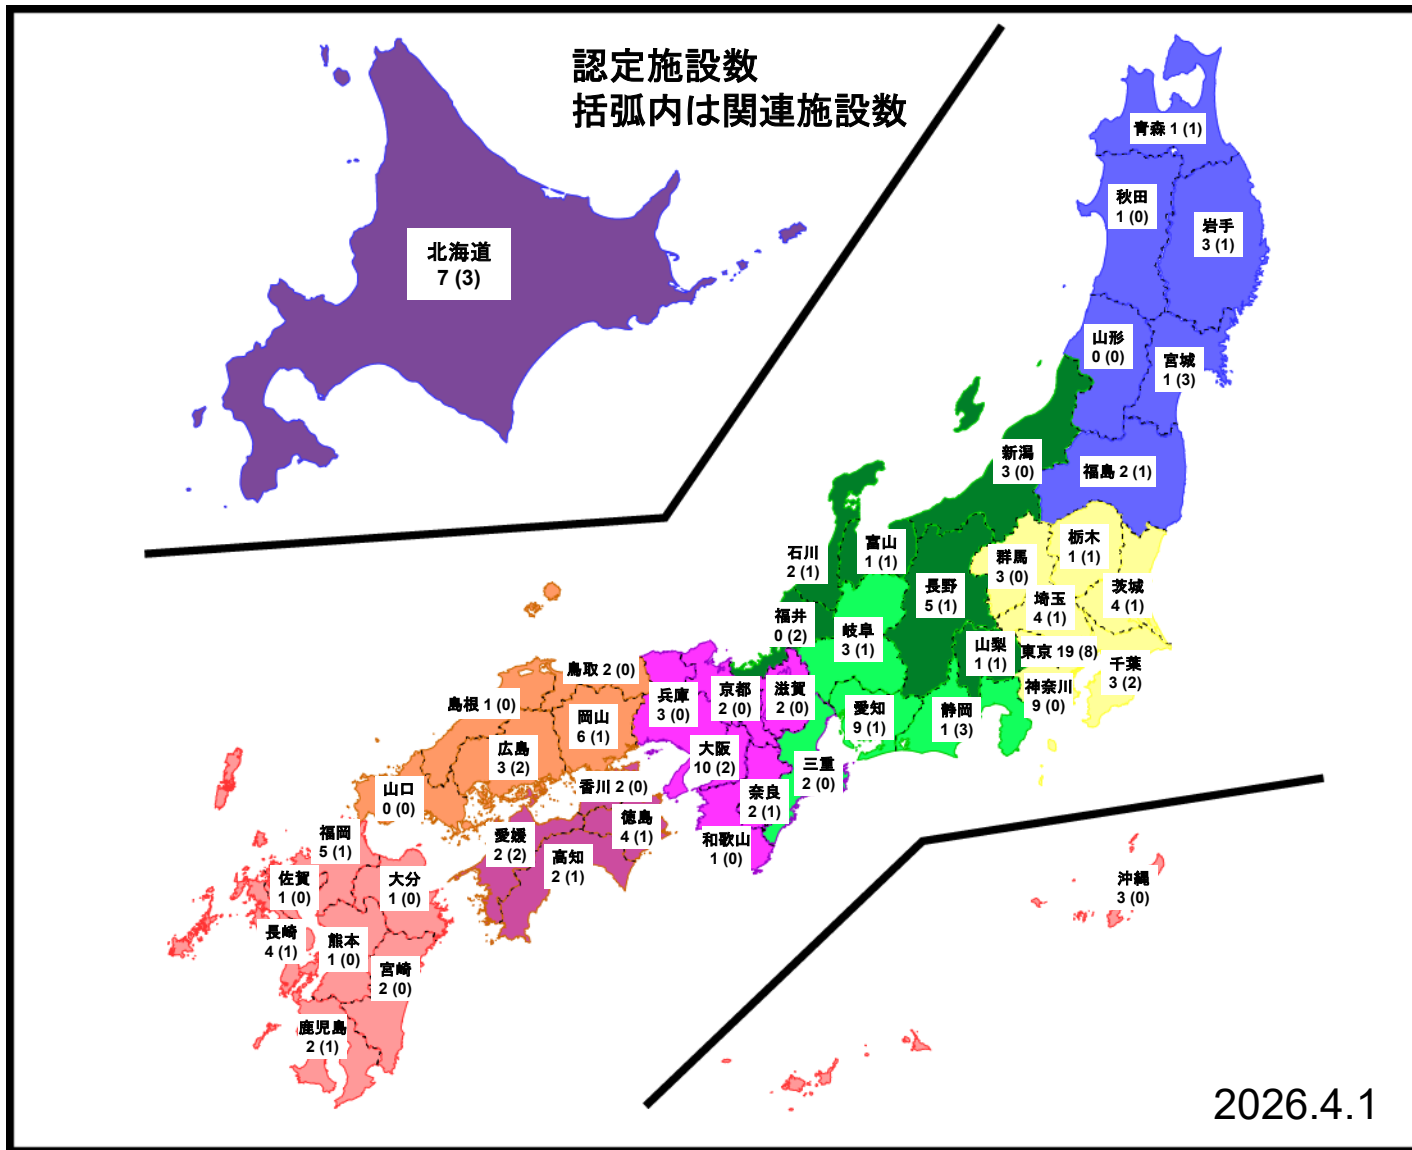 認定施設数
括弧内は関連施設数
北海道
7 (3)
青森 1 (1)
秋田
1 (0)
岩手
3 (1)
山形
0 (0)
宮城
1 (3)
新潟
3 (0)
福島 2 (1)
石川
2 (1)
富山
1 (1)
長野
5 (1)
群馬
3 (0)
栃木
1 (1)
茨城
4 (1)
埼玉
4 (1)
福井
0 (2)
岐阜
3 (1)
山梨
1 (1)
東京 19 (8)
千葉
3 (2)
神奈川
9 (0)
鳥取 2 (0)
兵庫
3 (0)
京都
2 (0)
滋賀
2 (0)
愛知
9 (1)
静岡
1 (3)
島根 1 (0)
岡山
6 (1)
広島
3 (2)
大阪
10 (2)
三重
2 (0)
山口
0 (0)
香川 2 (0)
奈良
2 (1)
徳島
4 (1)
和歌山
1 (0)
愛媛
2 (2)
高知
2 (1)
福岡
5 (1)
佐賀
1 (0)
大分
1 (0)
長崎
4 (1)
熊本
1 (0)
宮崎
2 (0)
鹿児島
2 (1)
沖縄
3 (0)
2026.4.1